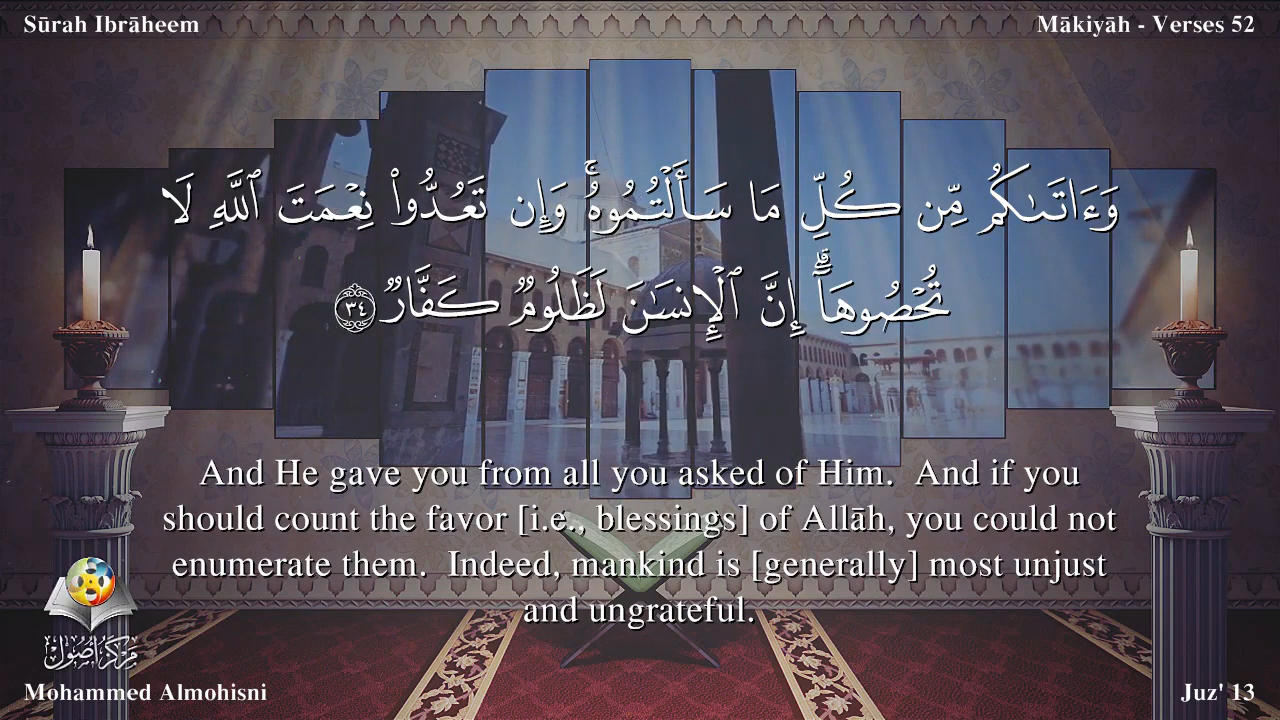 Sūrah Ibrāheem
Mākiyāh - Verses 52
وَءَاتَىٰكُم مِّن كُلِّ مَا سَأَلْتُمُوهُ ۚ وَإِن تَعُدُّوا۟ نِعْمَتَ ٱللَّهِ لَا
تُحْصُوهَآ ۗ إِنَّ ٱلْإِنسَـٰنَ لَظَلُومٌ كَفَّارٌ ٣٤
And He gave you from all you asked of Him.  And if you
should count the favor [i.e., blessings] of Allāh, you could not
enumerate them.  Indeed, mankind is [generally] most unjust
and ungrateful.
مركز أصول
Mohammed Almohisni
Juz' 13